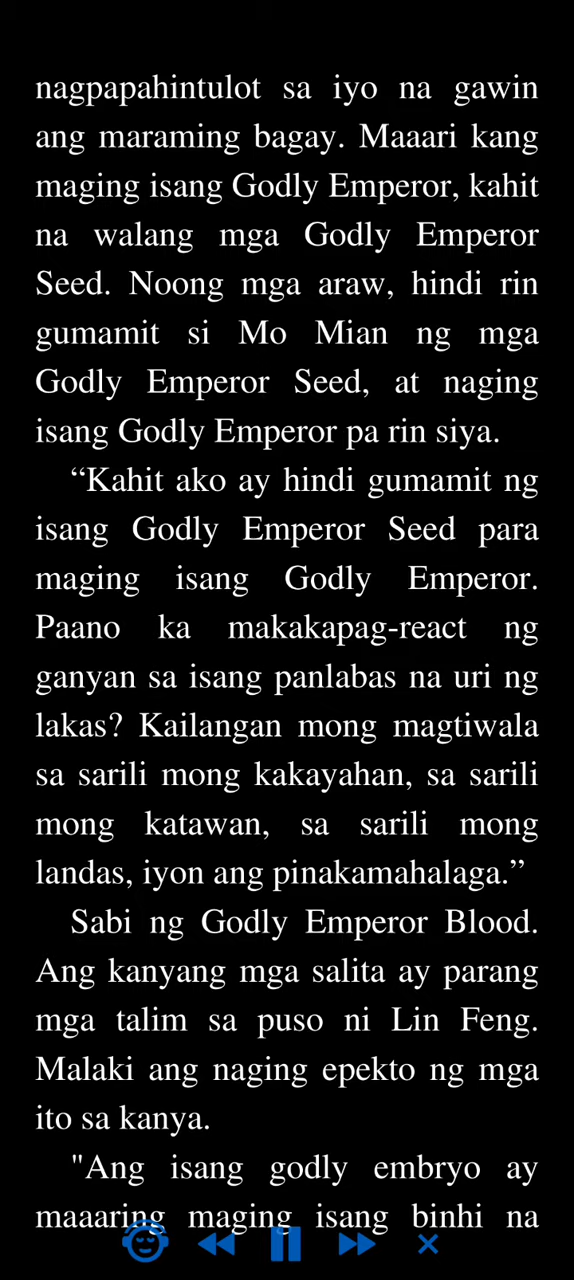 nagpapahintulot sa iyo na gawin
ang maraming bagay. Maaari kang
maging isang Godly Emperor, kahit
na walang mga Godly Emperor
Seed. Noong mga araw, hindi rin
gumamit si Mo Mian ng mga
Godly Emperor Seed, at naging
isang Godly Emperor pa rin siya.
“Kahit ako ay hindi gumamit ng
isang Godly Emperor Seed para
maging isang Godly Emperor.
Paano ka makakapag-react ng
ganyan sa isang panlabas na uri ng
lakas? Kailangan mong magtiwala
sa sarili mong kakayahan, sa sarili
mong katawan, sa sarili mong
landas, iyon ang pinakamahalaga.”
Sabi ng Godly Emperor Blood.
Ang kanyang mga salita ay parang
mga talim sa puso ni Lin Feng.
Malaki ang naging epekto ng mga
ito sa kanya.
"Ang isang godly embryo ay
maaaring maging isang binhi na